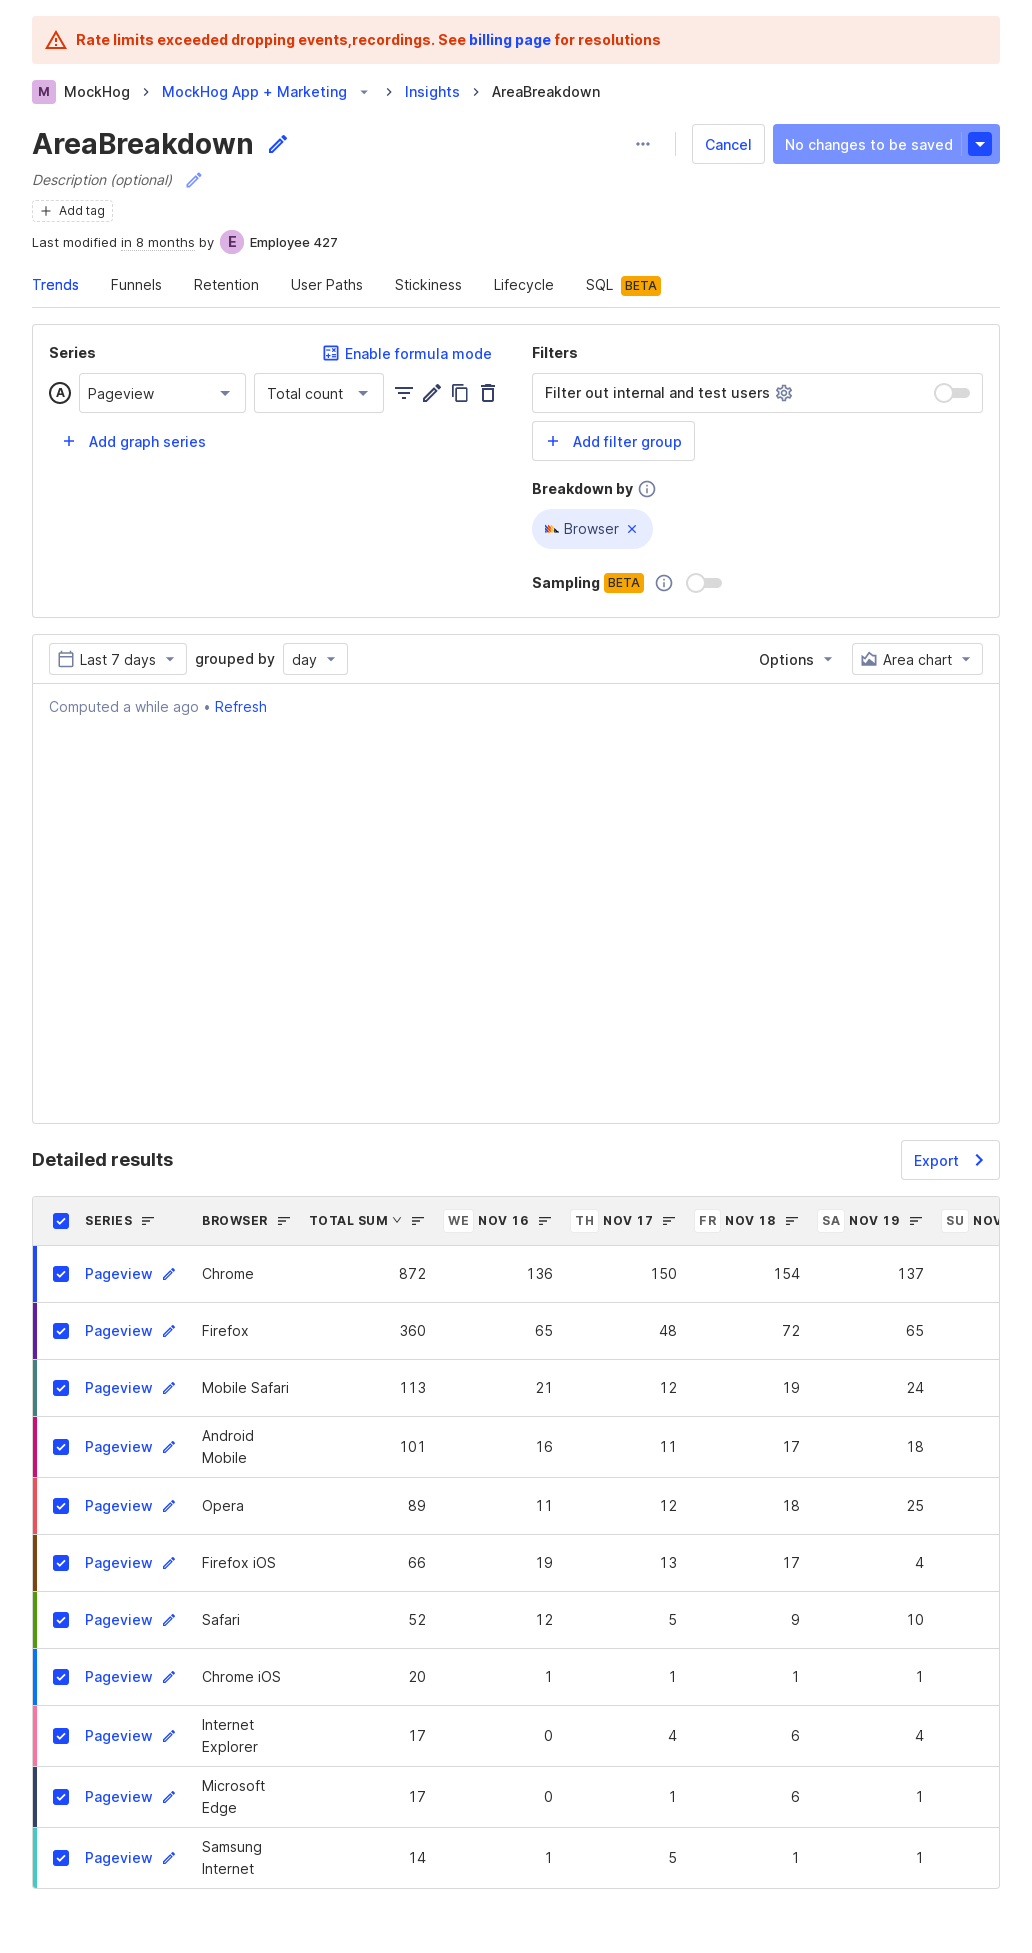 Rate limits exceeded dropping events,recordings. See billing page for resolutions
M MockHog MockHog App + Marketing Insights AreaBreakdown
AreaBreakdown
Cancel No changes to be saved
Description (optional)
Add tag
Last modified in 8 months by E Employee 427
Trends Funnels Retention User Paths Stickiness Lifecycle SQL BETA
Series Enable formula mode
A Pageview Total count
Add graph series
Filters
Filter out internal and test users
Add filter group
Breakdown by
Browser
Sampling BETA
Last 7 days grouped by day Options Area chart
Computed a while ago • Refresh
Detailed results Export
SERIES BROWSER TOTAL SUM WE NOV 16 TH NOV 17 FR NOV 18 SA NOV 19 SU NOV
Pageview Chrome 872 136 150 154 137
Pageview Firefox 360 65 48 72 65
Pageview Mobile Safari 113 21 12 19 24
Pageview Android Mobile 101 16 11 17 18
Pageview Opera 89 11 12 18 25
Pageview Firefox iOS 66 19 13 17 4
Pageview Safari 52 12 5 9 10
Pageview Chrome iOS 20 1 1 1 1
Pageview Internet Explorer 17 0 4 6 4
Pageview Microsoft Edge 17 0 1 6 1
Pageview Samsung Internet 14 1 5 1 1